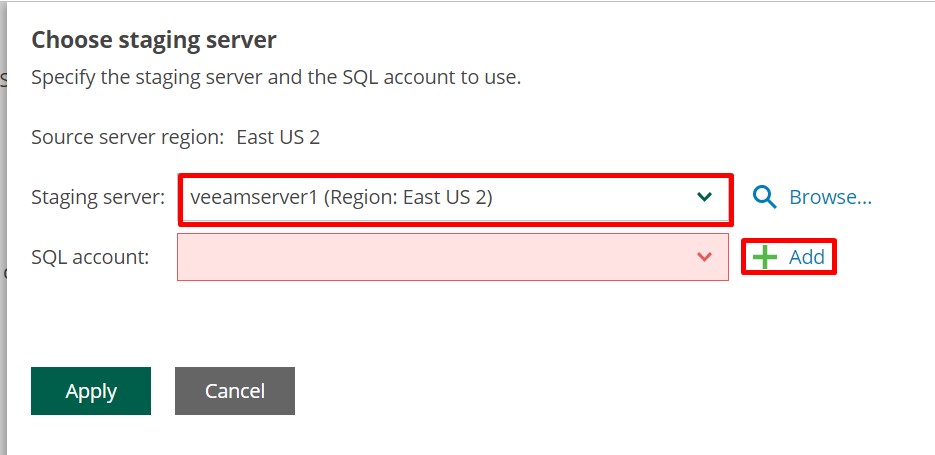 Choose staging server
Specify the staging server and the SQL account to use.
Source server region: East US 2
Staging server: veeamserver1 (Region: East US 2) Browse...
SQL account: Add
Apply Cancel